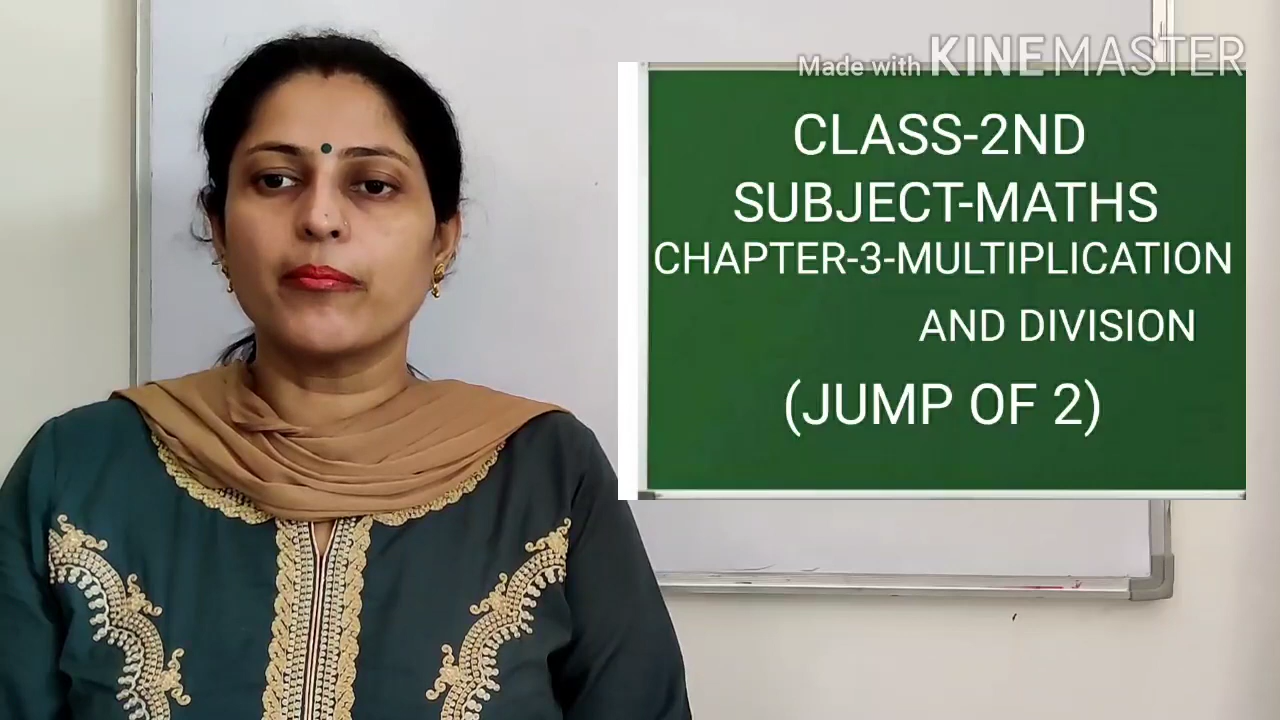 Made with KINEMASTER
CLASS-2ND
SUBJECT-MATHS
CHAPTER-3-MULTIPLICATION
AND DIVISION
(JUMP OF 2)